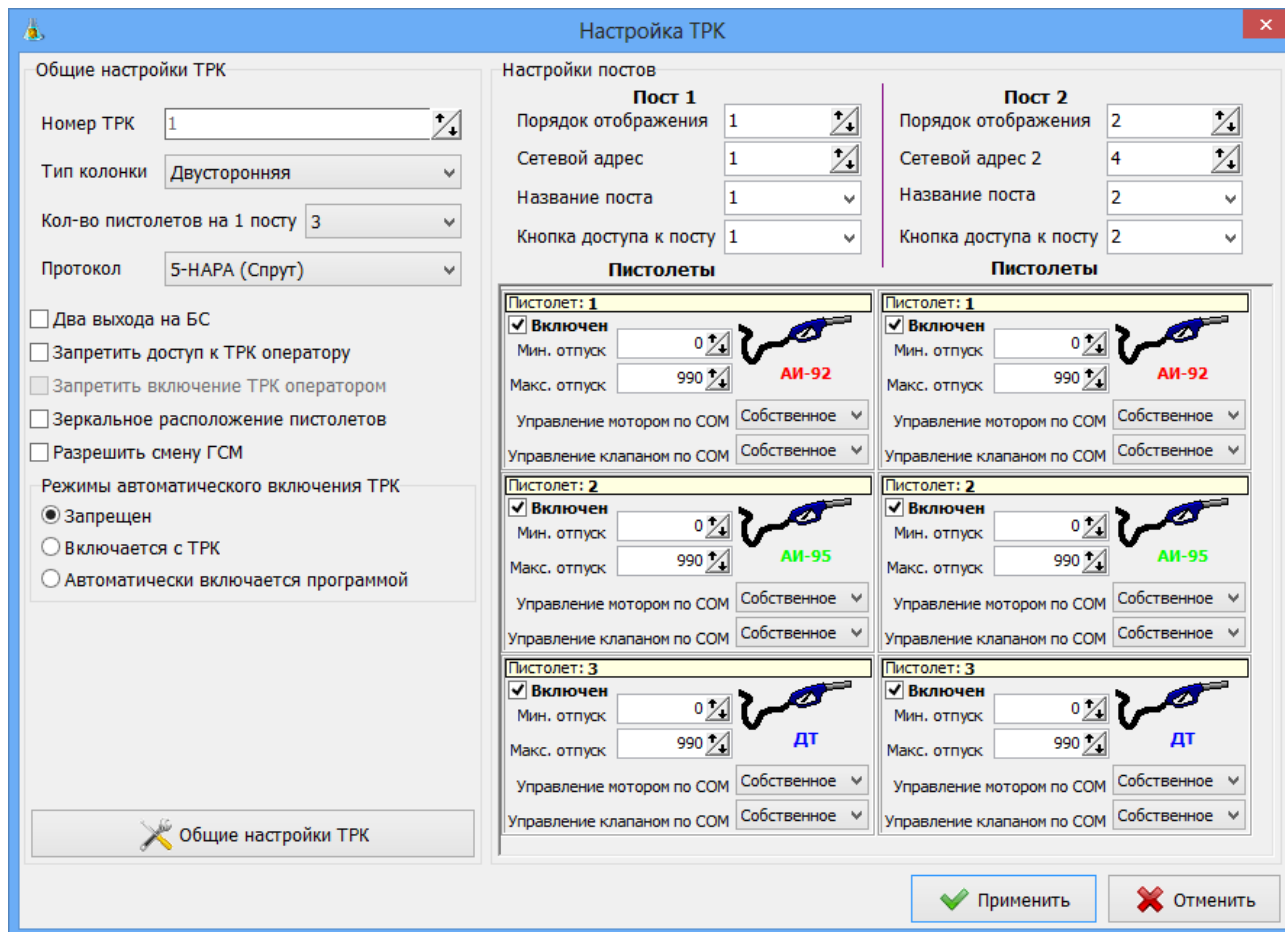 Настройка ТРК
Общие настройки ТРК
Номер ТРК 1
Тип колонки Двусторонняя
Кол-во пистолетов на 1 посту 3
Протокол 5-НАРА (Спрут)
Два выхода на БС
Запретить доступ к ТРК оператору
Запретить включение ТРК оператором
Зеркальное расположение пистолетов
Разрешить смену ГСМ
Режимы автоматического включения ТРК
Запрещен
Включается с ТРК
Автоматически включается программой
Общие настройки ТРК
Настройки постов
Пост 1
Порядок отображения 1
Сетевой адрес 1
Название поста 1
Кнопка доступа к посту 1
Пистолеты
Пост 2
Порядок отображения 2
Сетевой адрес 2 4
Название поста 2
Кнопка доступа к посту 2
Пистолеты
Пистолет: 1
Включен
Мин. отпуск 0
Макс. отпуск 990
АИ-92
Управление мотором по COM Собственное
Управление клапаном по COM Собственное
Пистолет: 1
Включен
Мин. отпуск 0
Макс. отпуск 990
АИ-92
Управление мотором по COM Собственное
Управление клапаном по COM Собственное
Пистолет: 2
Включен
Мин. отпуск 0
Макс. отпуск 990
АИ-95
Управление мотором по COM Собственное
Управление клапаном по COM Собственное
Пистолет: 2
Включен
Мин. отпуск 0
Макс. отпуск 990
АИ-95
Управление мотором по COM Собственное
Управление клапаном по COM Собственное
Пистолет: 3
Включен
Мин. отпуск 0
Макс. отпуск 990
ДТ
Управление мотором по COM Собственное
Управление клапаном по COM Собственное
Пистолет: 3
Включен
Мин. отпуск 0
Макс. отпуск 990
ДТ
Управление мотором по COM Собственное
Управление клапаном по COM Собственное
Применить
Отменить